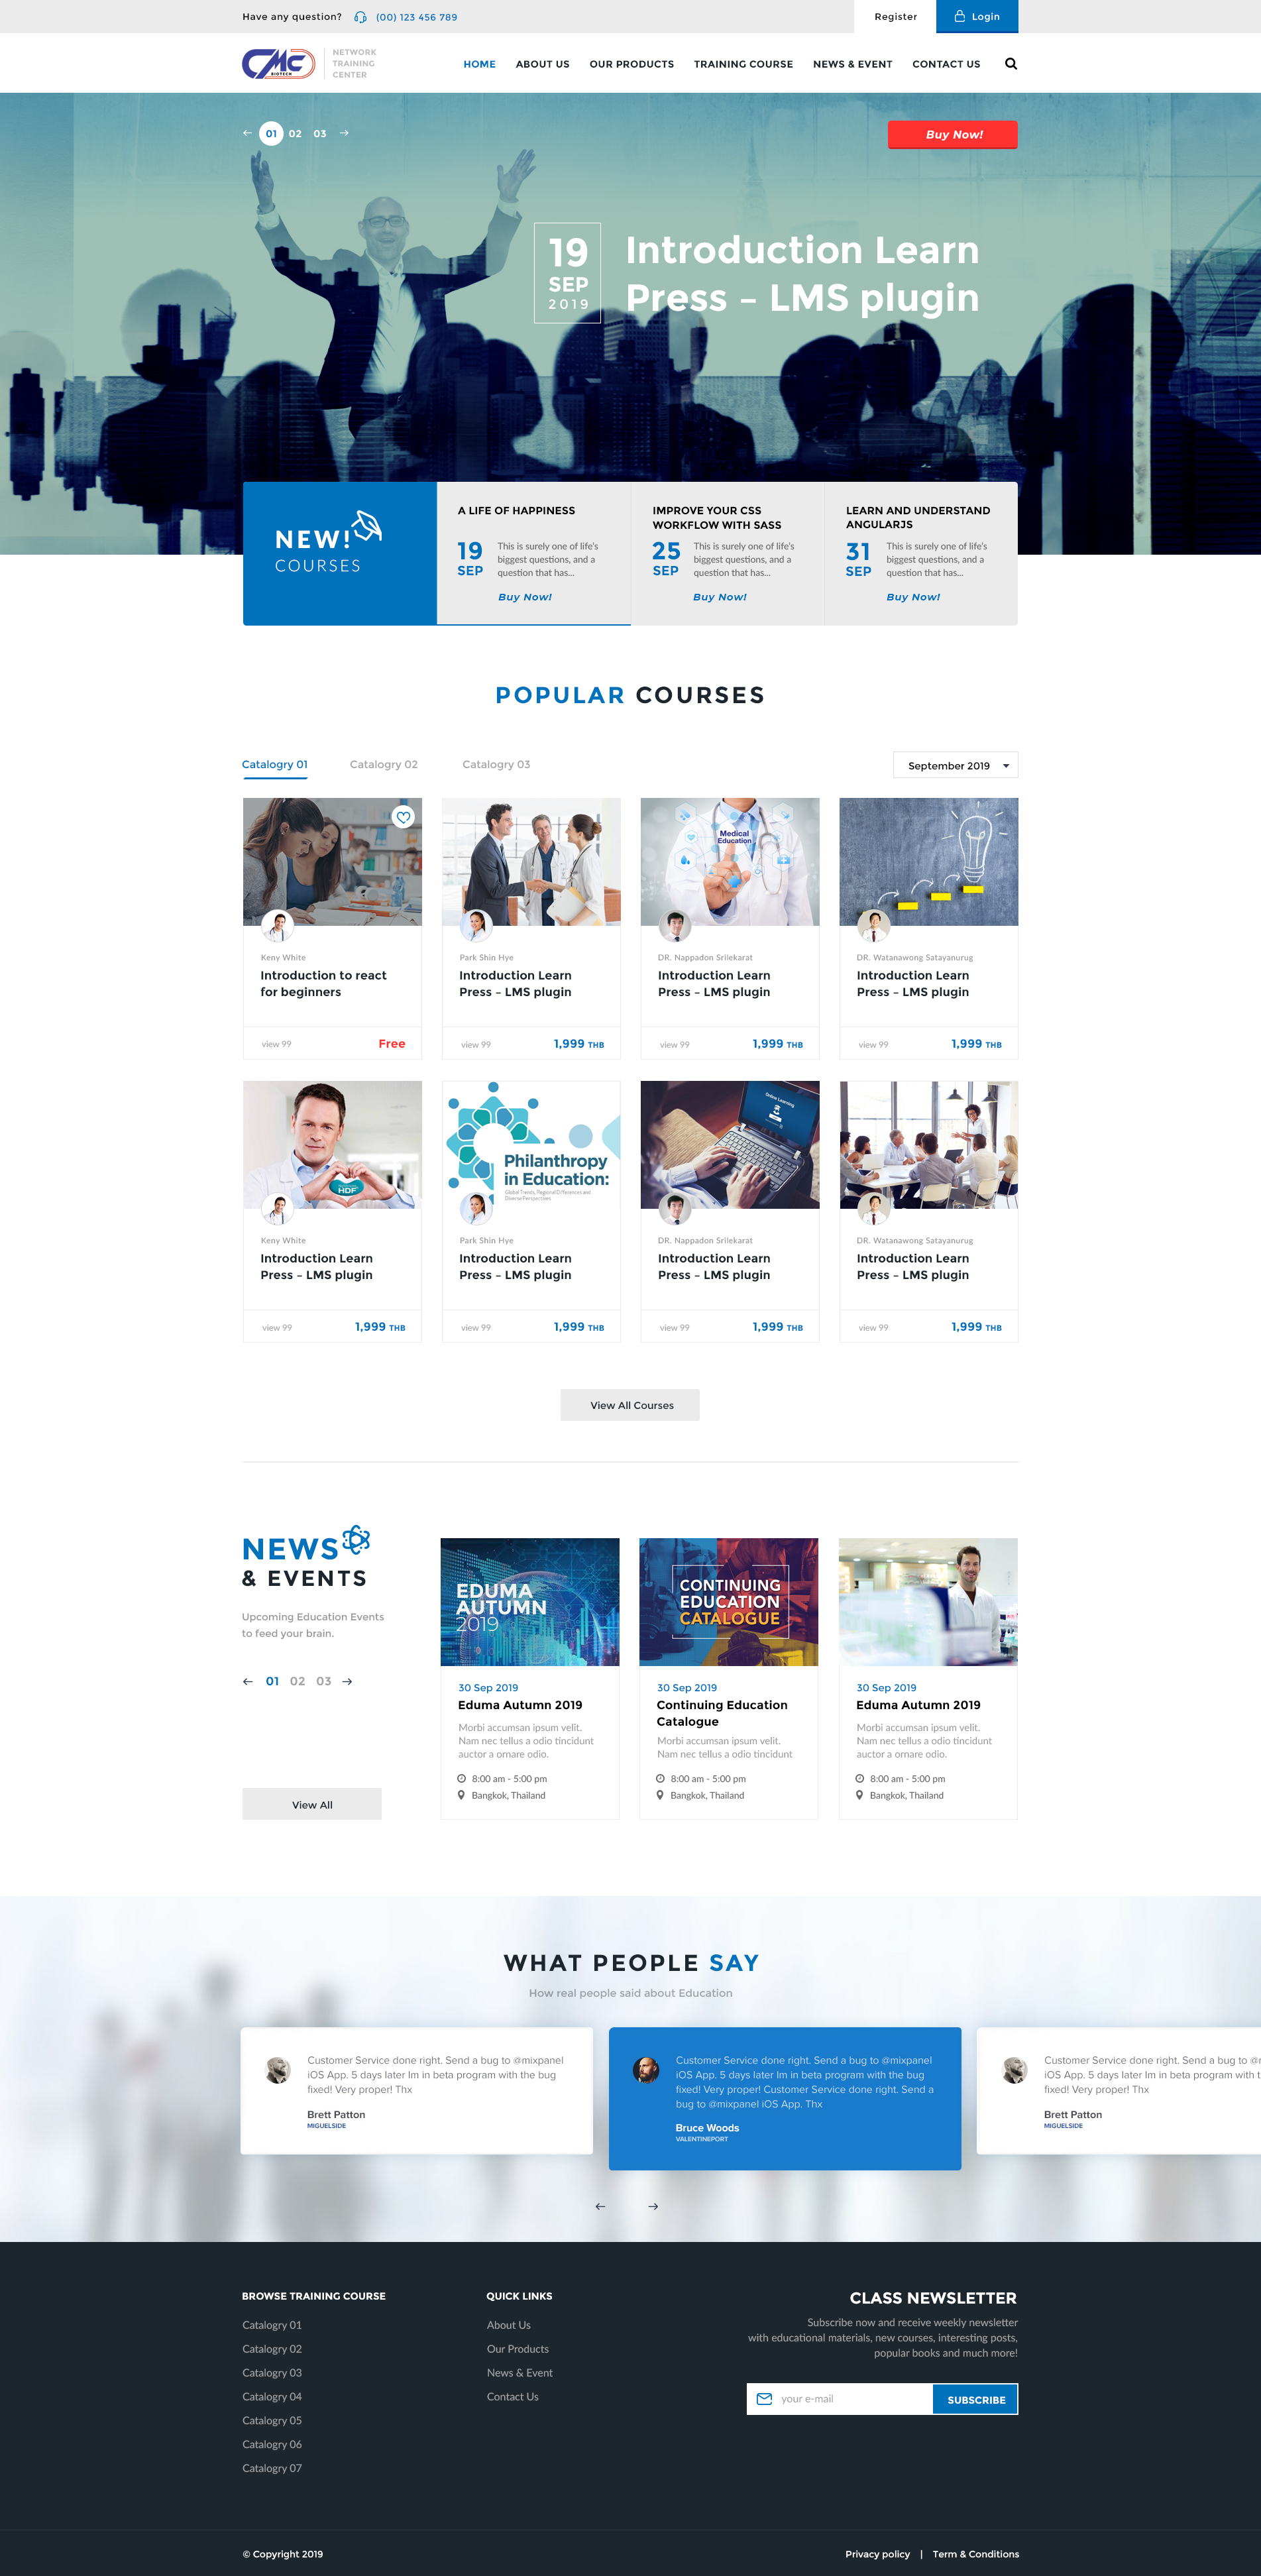 Have any question? (00) 123 456 789 Register Login
CMC BIOTECH
NETWORK
TRAINING
CENTER
HOME ABOUT US OUR PRODUCTS TRAINING COURSE NEWS & EVENT CONTACT US
01 02 03
Buy Now!
19
SEP
2019
Introduction Learn
Press – LMS plugin
NEW!
COURSES
A LIFE OF HAPPINESS
19
SEP
This is surely one of life's
biggest questions, and a
question that has...
Buy Now!
IMPROVE YOUR CSS
WORKFLOW WITH SASS
25
SEP
This is surely one of life's
biggest questions, and a
question that has...
Buy Now!
LEARN AND UNDERSTAND
ANGULARJS
31
SEP
This is surely one of life's
biggest questions, and a
question that has...
Buy Now!
POPULAR COURSES
Catalogry 01 Catalogry 02 Catalogry 03
September 2019
Keny White
Introduction to react
for beginners
view 99 Free
Park Shin Hye
Introduction Learn
Press – LMS plugin
view 99 1,999 THB
Medical
Education
DR. Nappadon Srilekarat
Introduction Learn
Press – LMS plugin
view 99 1,999 THB
DR. Watanawong Satayanurug
Introduction Learn
Press – LMS plugin
view 99 1,999 THB
HDF
Keny White
Introduction Learn
Press – LMS plugin
view 99 1,999 THB
Philanthropy
in Education:
Global Trends, Regional Differences and
Diverse Perspectives
Park Shin Hye
Introduction Learn
Press – LMS plugin
view 99 1,999 THB
Online Learning
DR. Nappadon Srilekarat
Introduction Learn
Press – LMS plugin
view 99 1,999 THB
DR. Watanawong Satayanurug
Introduction Learn
Press – LMS plugin
view 99 1,999 THB
View All Courses
NEWS
& EVENTS
Upcoming Education Events
to feed your brain.
01 02 03
View All
EDUMA
AUTUMN
2019
30 Sep 2019
Eduma Autumn 2019
Morbi accumsan ipsum velit.
Nam nec tellus a odio tincidunt
auctor a ornare odio.
8:00 am - 5:00 pm
Bangkok, Thailand
CONTINUING
EDUCATION
CATALOGUE
30 Sep 2019
Continuing Education
Catalogue
Morbi accumsan ipsum velit.
Nam nec tellus a odio tincidunt
8:00 am - 5:00 pm
Bangkok, Thailand
30 Sep 2019
Eduma Autumn 2019
Morbi accumsan ipsum velit.
Nam nec tellus a odio tincidunt
auctor a ornare odio.
8:00 am - 5:00 pm
Bangkok, Thailand
WHAT PEOPLE SAY
How real people said about Education
Customer Service done right. Send a bug to @mixpanel
iOS App. 5 days later Im in beta program with the bug
fixed! Very proper! Thx
Brett Patton
MIGUELSIDE
Customer Service done right. Send a bug to @mixpanel
iOS App. 5 days later Im in beta program with the bug
fixed! Very proper! Customer Service done right. Send a
bug to @mixpanel iOS App. Thx
Bruce Woods
VALENTINEPORT
Customer Service done right. Send a bug to
iOS App. 5 days later Im in beta program with
fixed! Very proper! Thx
Brett Patton
MIGUELSIDE
BROWSE TRAINING COURSE
Catalogry 01
Catalogry 02
Catalogry 03
Catalogry 04
Catalogry 05
Catalogry 06
Catalogry 07
QUICK LINKS
About Us
Our Products
News & Event
Contact Us
CLASS NEWSLETTER
Subscribe now and receive weekly newsletter
with educational materials, new courses, interesting posts,
popular books and much more!
your e-mail SUBSCRIBE
© Copyright 2019
Privacy policy | Term & Conditions